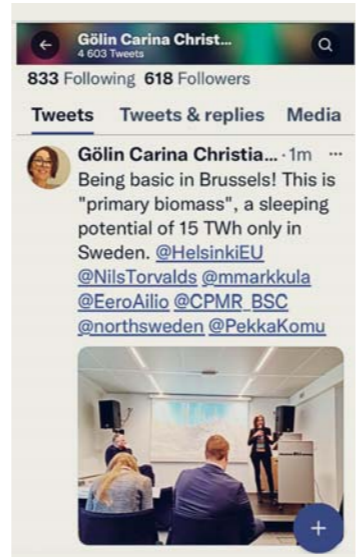 Gölin Carina Christ...
4 603 Tweets
833 Following 618 Followers
Tweets Tweets & replies Media
Gölin Carina Christia... · 1m ···
Being basic in Brussels! This is
"primary biomass", a sleeping
potential of 15 TWh only in
Sweden. @HelsinkiEU
@NilsTorvalds @mmarkkula
@EeroAilio @CPMR_BSC
@northsweden @PekkaKomu